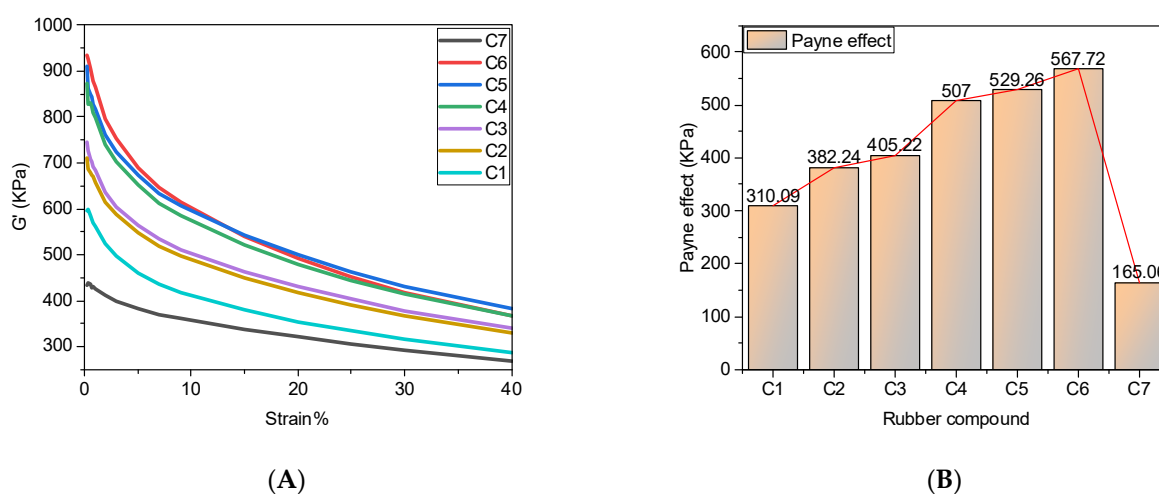 1000
900
800
700
600
500
400
300
G' (KPa)
0
10
20
30
40
Strain%
C7
C6
C5
C4
C3
C2
C1
(A)
600
500
400
300
200
100
0
Payne effect (KPa)
Payne effect
310.09
382.24
405.22
507
529.26
567.72
165.06
C1
C2
C3
C4
C5
C6
C7
Rubber compound
(B)